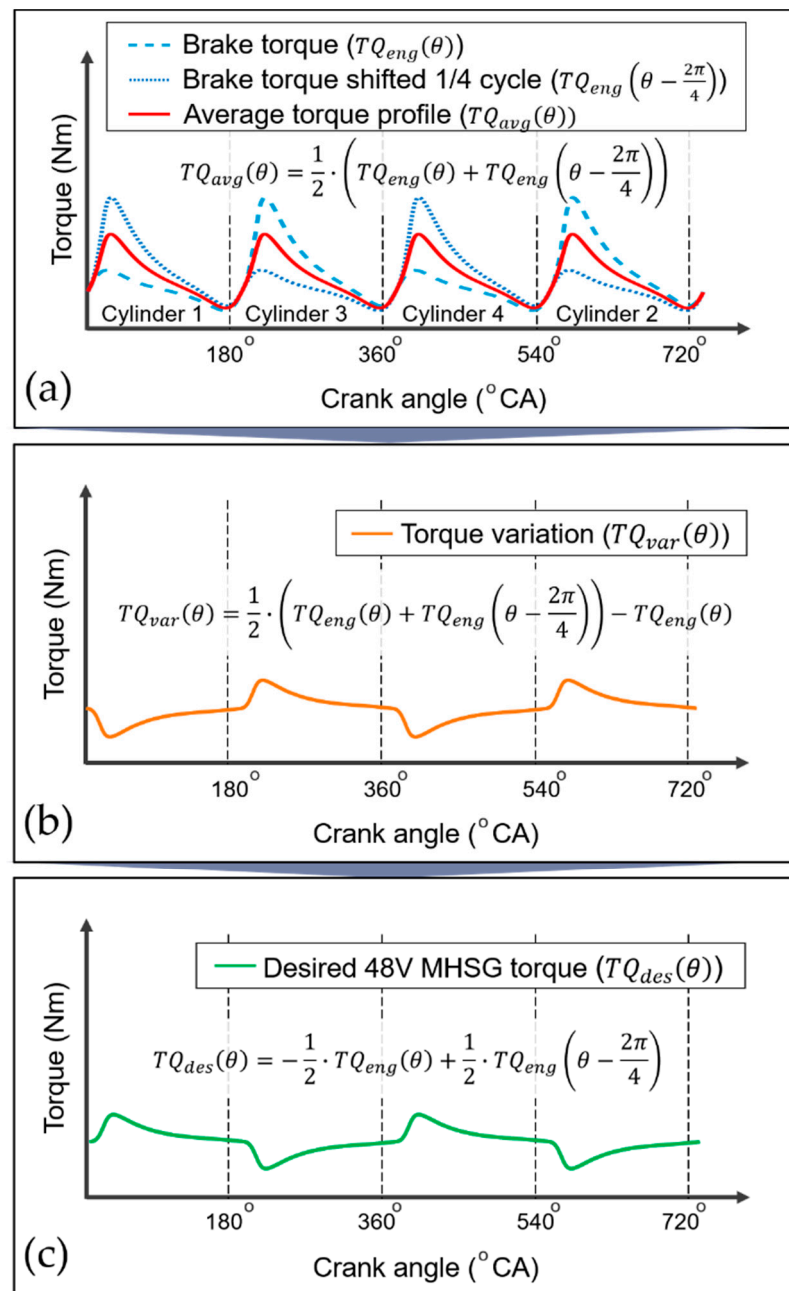 Brake torque (TQ_eng(θ))
Brake torque shifted 1/4 cycle (TQ_eng(θ − 2π/4))
Average torque profile (TQ_avg(θ))
TQ_avg(θ) = 1/2 · (TQ_eng(θ) + TQ_eng(θ − 2π/4))
Torque (Nm)
Cylinder 1 Cylinder 3 Cylinder 4 Cylinder 2
180° 360° 540° 720°
Crank angle (°CA)
(a)
Torque variation (TQ_var(θ))
TQ_var(θ) = 1/2 · (TQ_eng(θ) + TQ_eng(θ − 2π/4)) − TQ_eng(θ)
Torque (Nm)
180° 360° 540° 720°
Crank angle (°CA)
(b)
Desired 48V MHSG torque (TQ_des(θ))
TQ_des(θ) = −1/2 · TQ_eng(θ) + 1/2 · TQ_eng(θ − 2π/4)
Torque (Nm)
180° 360° 540° 720°
Crank angle (°CA)
(c)